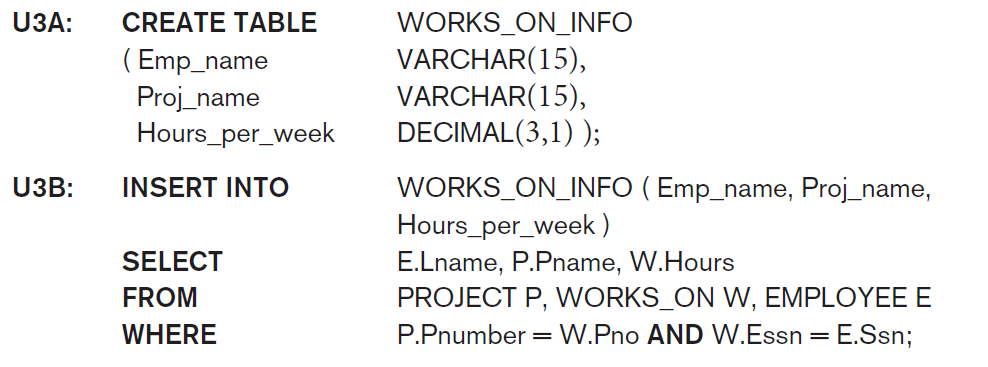 U3A: CREATE TABLE WORKS_ON_INFO
( Emp_name VARCHAR(15),
Proj_name VARCHAR(15),
Hours_per_week DECIMAL(3,1) );
U3B: INSERT INTO WORKS_ON_INFO ( Emp_name, Proj_name,
Hours_per_week )
SELECT E.Lname, P.Pname, W.Hours
FROM PROJECT P, WORKS_ON W, EMPLOYEE E
WHERE P.Pnumber = W.Pno AND W.Essn = E.Ssn;